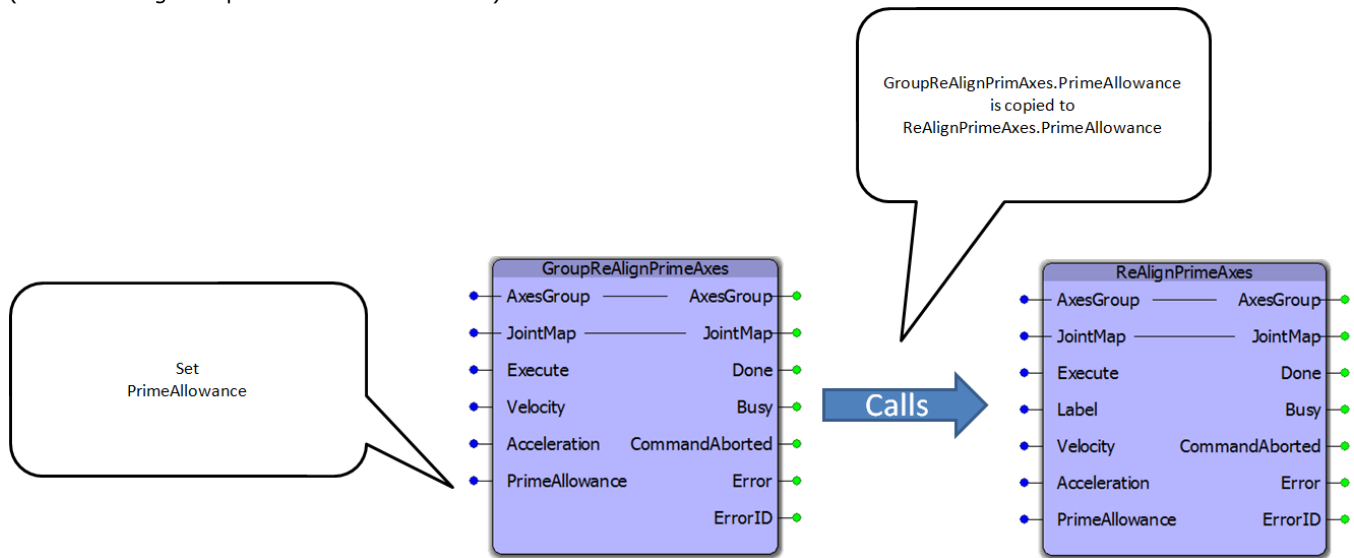 GroupReAlignPrimAxes.PrimeAllowance
is copied to
ReAlignPrimeAxes.PrimeAllowance
Set
PrimeAllowance
GroupReAlignPrimeAxes
AxesGroup AxesGroup
JointMap JointMap
Execute Done
Velocity Busy
Acceleration CommandAborted
PrimeAllowance Error
ErrorID
Calls
ReAlignPrimeAxes
AxesGroup AxesGroup
JointMap JointMap
Execute Done
Label Busy
Velocity CommandAborted
Acceleration Error
PrimeAllowance ErrorID